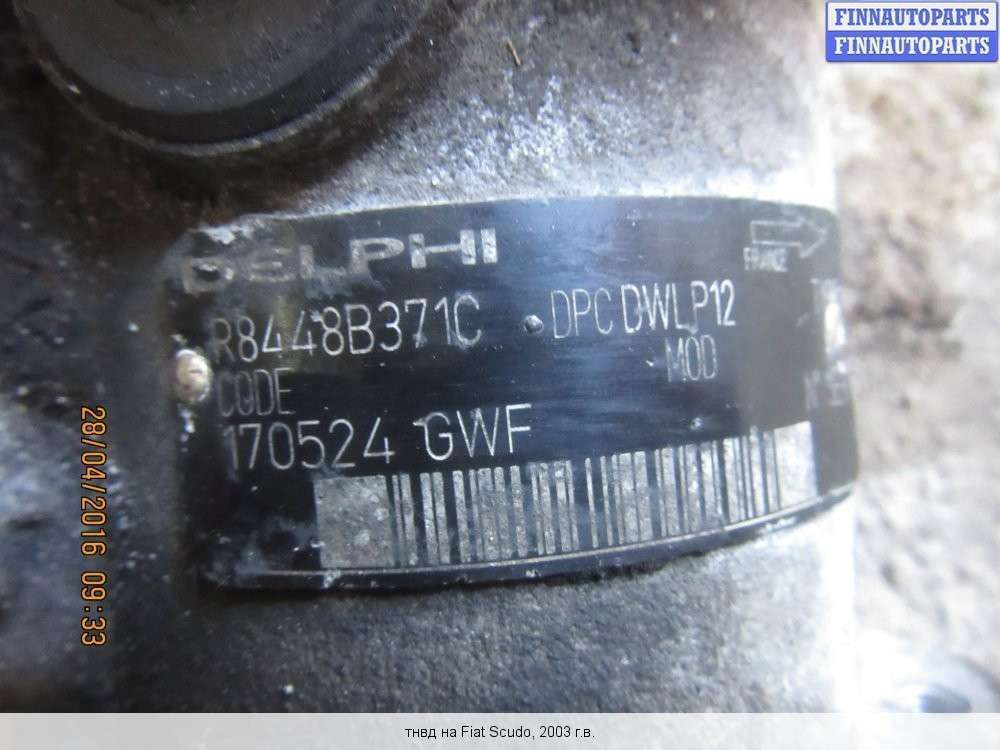 FINNAUTOPARTS
FINNAUTOPARTS
DELPHI
FRANCE
R8448B371C DPC DWLP12
CODE MOD
170524 GWF
28/04/2016 09:33
тнвд на Fiat Scudo, 2003 г.в.